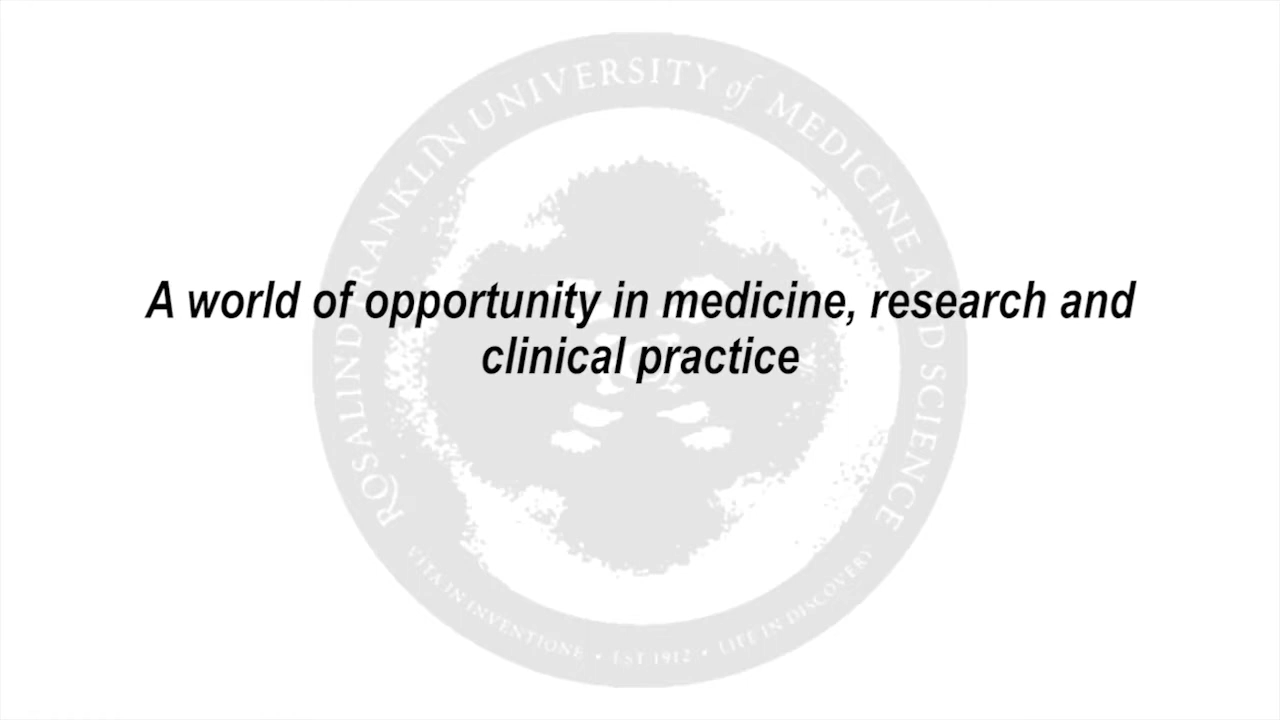 ROSALIND FRANKLIN UNIVERSITY of MEDICINE AND SCIENCE
A world of opportunity in medicine, research and
clinical practice
VITA IN INVENTIONE • EST 1912 • LIFE IN DISCOVERY